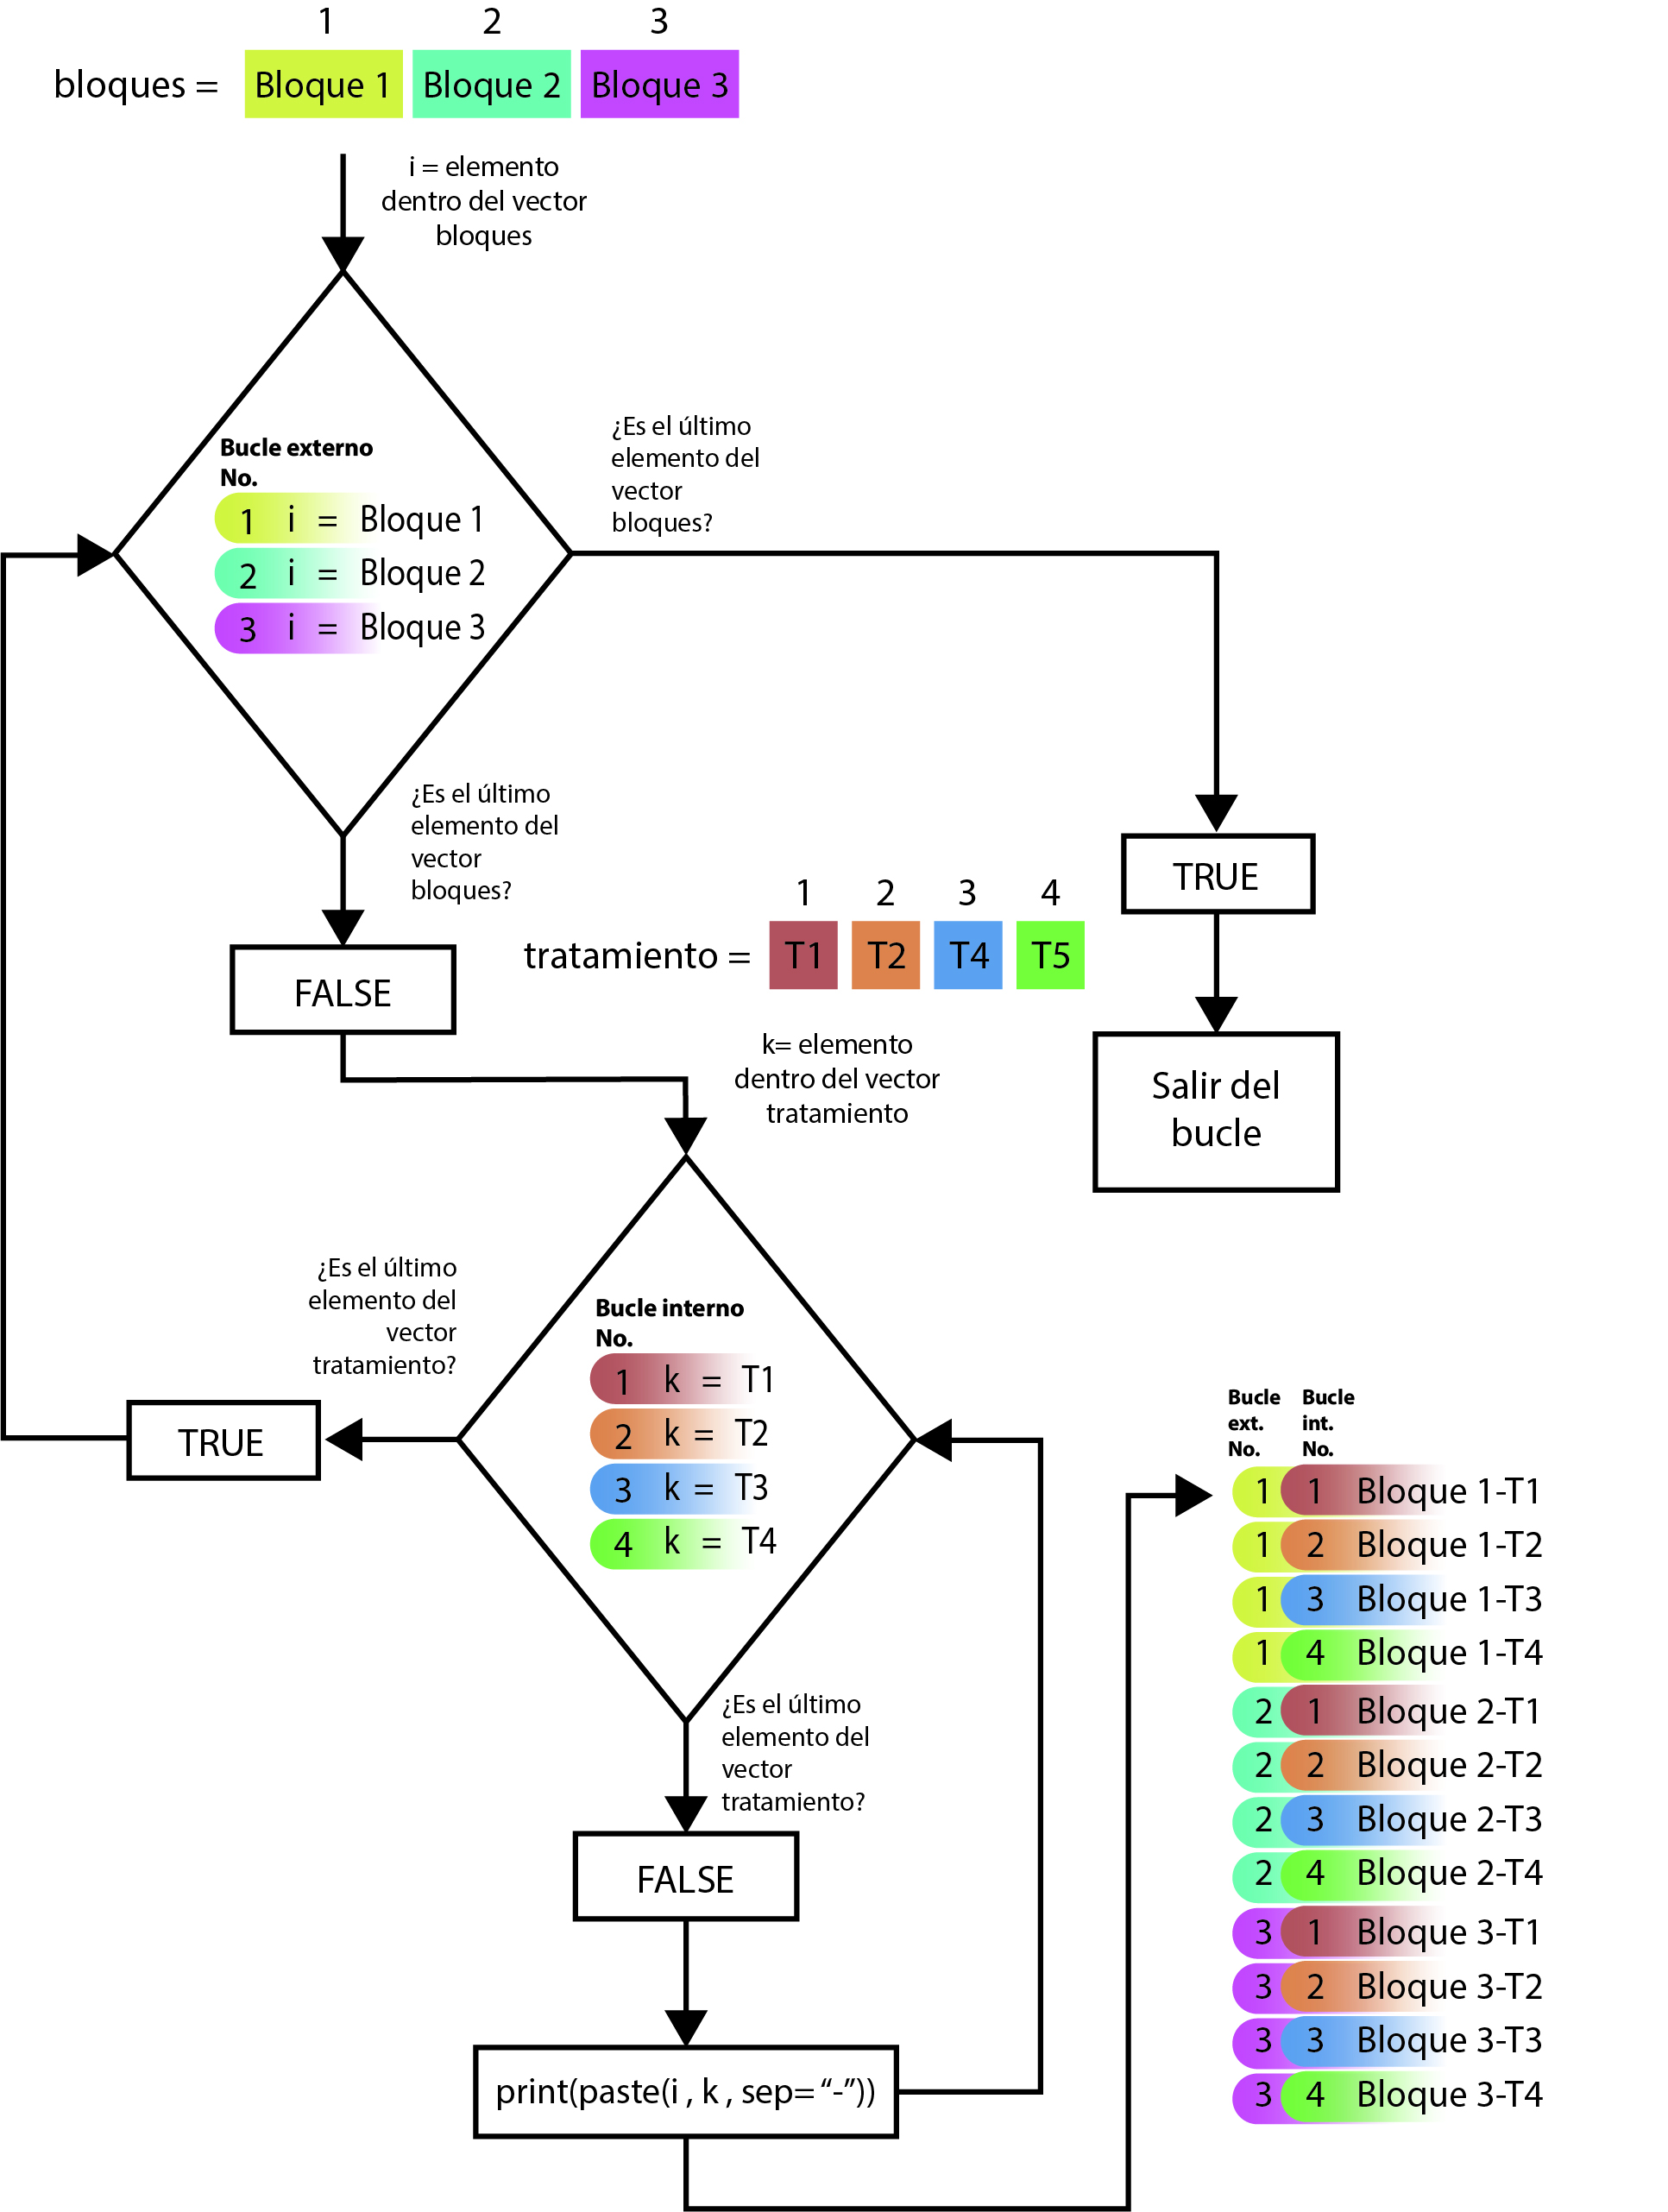 1 2 3
bloques = Bloque 1 Bloque 2 Bloque 3
i = elemento
dentro del vector
bloques
Bucle externo
No.
1 i = Bloque 1
2 i = Bloque 2
3 i = Bloque 3
¿Es el último
elemento del
vector
bloques?
¿Es el último
elemento del
vector
bloques?
TRUE
Salir del
bucle
FALSE
1 2 3 4
tratamiento = T1 T2 T4 T5
k= elemento
dentro del vector
tratamiento
¿Es el último
elemento del
vector
tratamiento?
TRUE
Bucle interno
No.
1 k = T1
2 k = T2
3 k = T3
4 k = T4
¿Es el último
elemento del
vector
tratamiento?
FALSE
print(paste(i , k , sep= “-”))
Bucle Bucle
ext. int.
No. No.
1 1 Bloque 1-T1
1 2 Bloque 1-T2
1 3 Bloque 1-T3
1 4 Bloque 1-T4
2 1 Bloque 2-T1
2 2 Bloque 2-T2
2 3 Bloque 2-T3
2 4 Bloque 2-T4
3 1 Bloque 3-T1
3 2 Bloque 3-T2
3 3 Bloque 3-T3
3 4 Bloque 3-T4